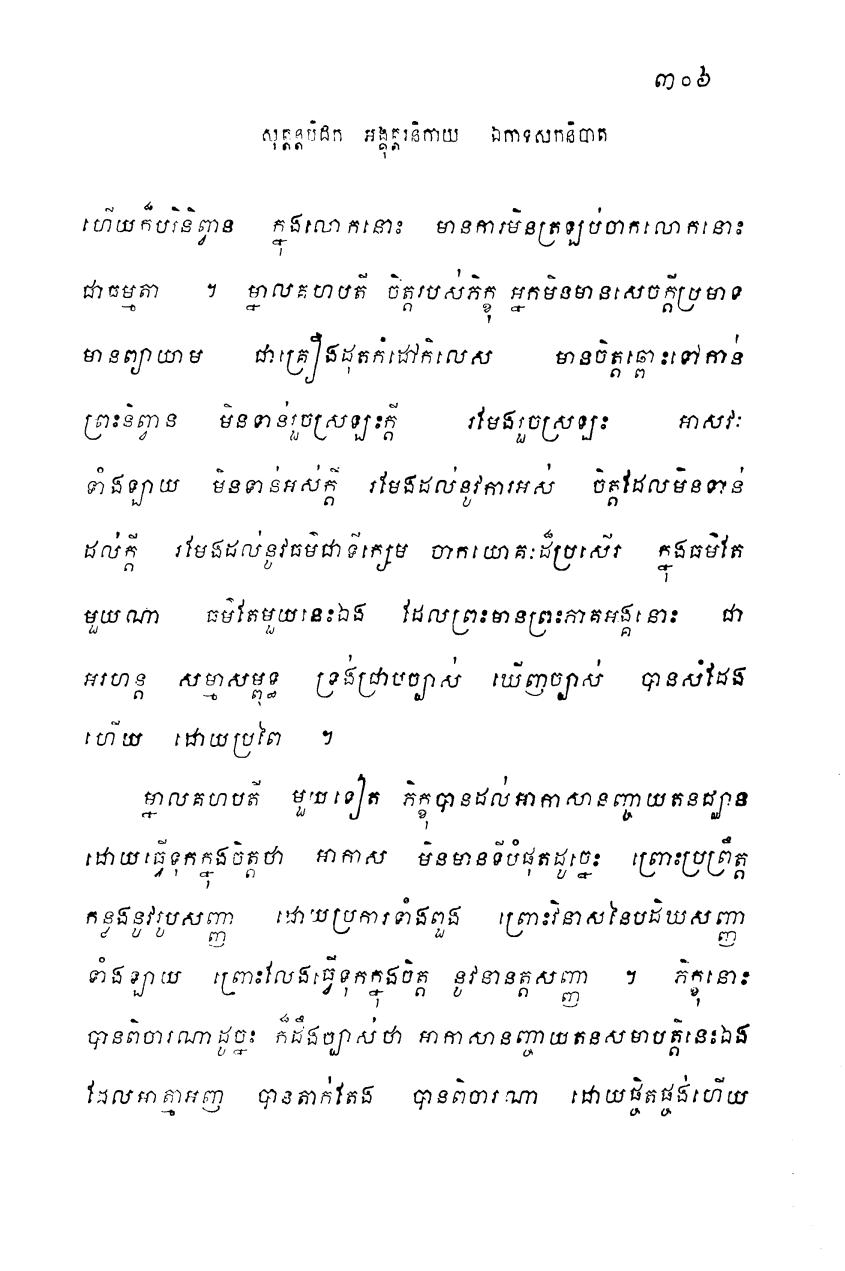 ៣០៦
សុត្តន្តបិដក អង្គុត្តរនិកាយ ឯកាទសកនិបាត
ហើយក៏បរិនិព្វាន ក្នុងលោកនោះ មានការមិនត្រឡប់ចាកលោកនោះ
ជាធម្មតា ។ ម្នាលគហបតី ចិត្តរបស់ភិក្ខុ អ្នកមិនមានសេចក្តីប្រមាទ
មានព្យាយាម ជាគ្រឿងដុតកំដៅកិលេស មានចិត្តឆ្ពោះទៅកាន់
ព្រះនិព្វាន មិនទាន់រួចស្រឡះក្តី រមែងរួចស្រឡះ អាសវៈ
ទាំងឡាយ មិនទាន់អស់ក្តី រមែងដល់នូវការអស់ ចិត្តដែលមិនទាន់
ដល់ក្តី រមែងដល់នូវធម៌ជាទីក្សេម ចាកយោគៈដ៏ប្រសើរ ក្នុងធម៌តែ
មួយណា ធម៌តែមួយនេះឯង ដែលព្រះមានព្រះភាគអង្គនោះ ជា
អរហន្ត សម្មាសម្ពុទ្ធ ទ្រង់ជ្រាបច្បាស់ ឃើញច្បាស់ បានសំដែង
ហើយ ដោយប្រពៃ ។
ម្នាលគហបតី មួយទៀត ភិក្ខុបានដល់អាកាសានញ្ចាយតនជ្ឈាន
ដោយធ្វើទុកក្នុងចិត្តថា អាកាស មិនមានទីបំផុតដូច្នេះ ព្រោះប្រព្រឹត្ត
កន្លងនូវរូបសញ្ញា ដោយប្រការទាំងពួង ព្រោះវិនាសនៃបដិឃសញ្ញា
ទាំងឡាយ ព្រោះលែងធ្វើទុកក្នុងចិត្ត នូវនានត្តសញ្ញា ។ ភិក្ខុនោះ
បានពិចារណាដូច្នះ ក៏ដឹងច្បាស់ថា អាកាសានញ្ចាយតនសមាបត្តិនេះឯង
ដែលអាត្មាអញ បានតាក់តែង បានពិចារណា ដោយផ្ចិតផ្ចង់ហើយ